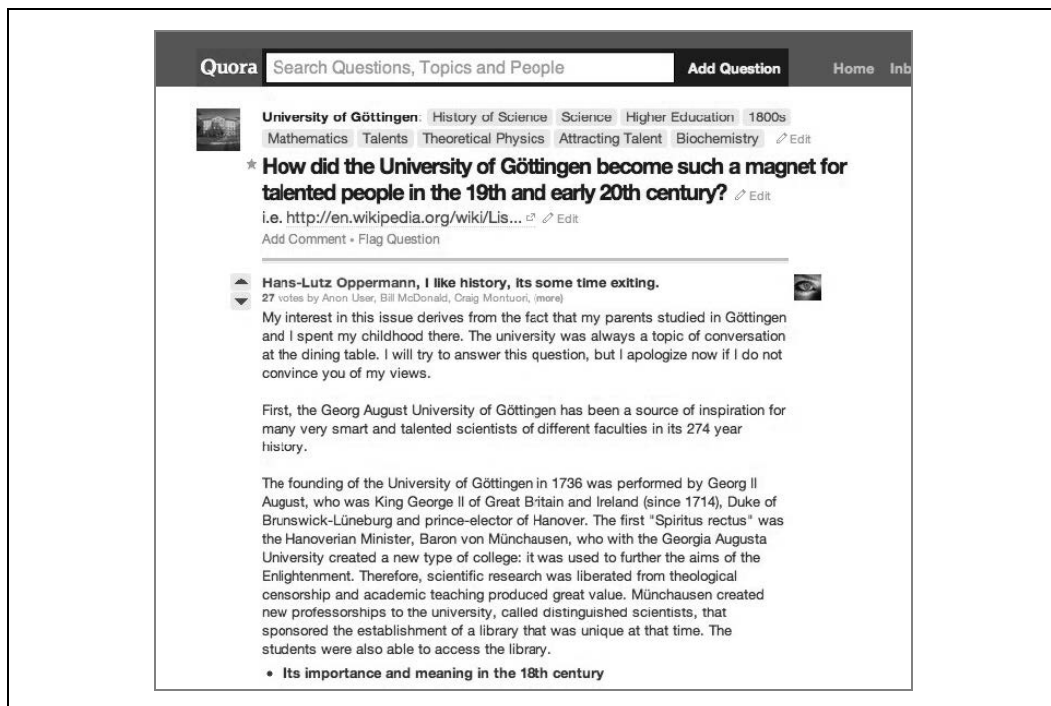 Quora Search Questions, Topics and People Add Question Home Inb
University of Göttingen: History of Science Science Higher Education 1800s
Mathematics Talents Theoretical Physics Attracting Talent Biochemistry Edit
How did the University of Göttingen become such a magnet for
talented people in the 19th and early 20th century? Edit
i.e. http://en.wikipedia.org/wiki/Lis... Edit
Add Comment • Flag Question
Hans-Lutz Oppermann, I like history, its some time exiting.
27 votes by Anon User, Bill McDonald, Craig Montuori, (more)
My interest in this issue derives from the fact that my parents studied in Göttingen
and I spent my childhood there. The university was always a topic of conversation
at the dining table. I will try to answer this question, but I apologize now if I do not
convince you of my views.
First, the Georg August University of Göttingen has been a source of inspiration for
many very smart and talented scientists of different faculties in its 274 year
history.
The founding of the University of Göttingen in 1736 was performed by Georg II
August, who was King George II of Great Britain and Ireland (since 1714), Duke of
Brunswick-Lüneburg and prince-elector of Hanover. The first "Spiritus rectus" was
the Hanoverian Minister, Baron von Münchausen, who with the Georgia Augusta
University created a new type of college: it was used to further the aims of the
Enlightenment. Therefore, scientific research was liberated from theological
censorship and academic teaching produced great value. Münchausen created
new professorships to the university, called distinguished scientists, that
sponsored the establishment of a library that was unique at that time. The
students were also able to access the library.
• Its importance and meaning in the 18th century